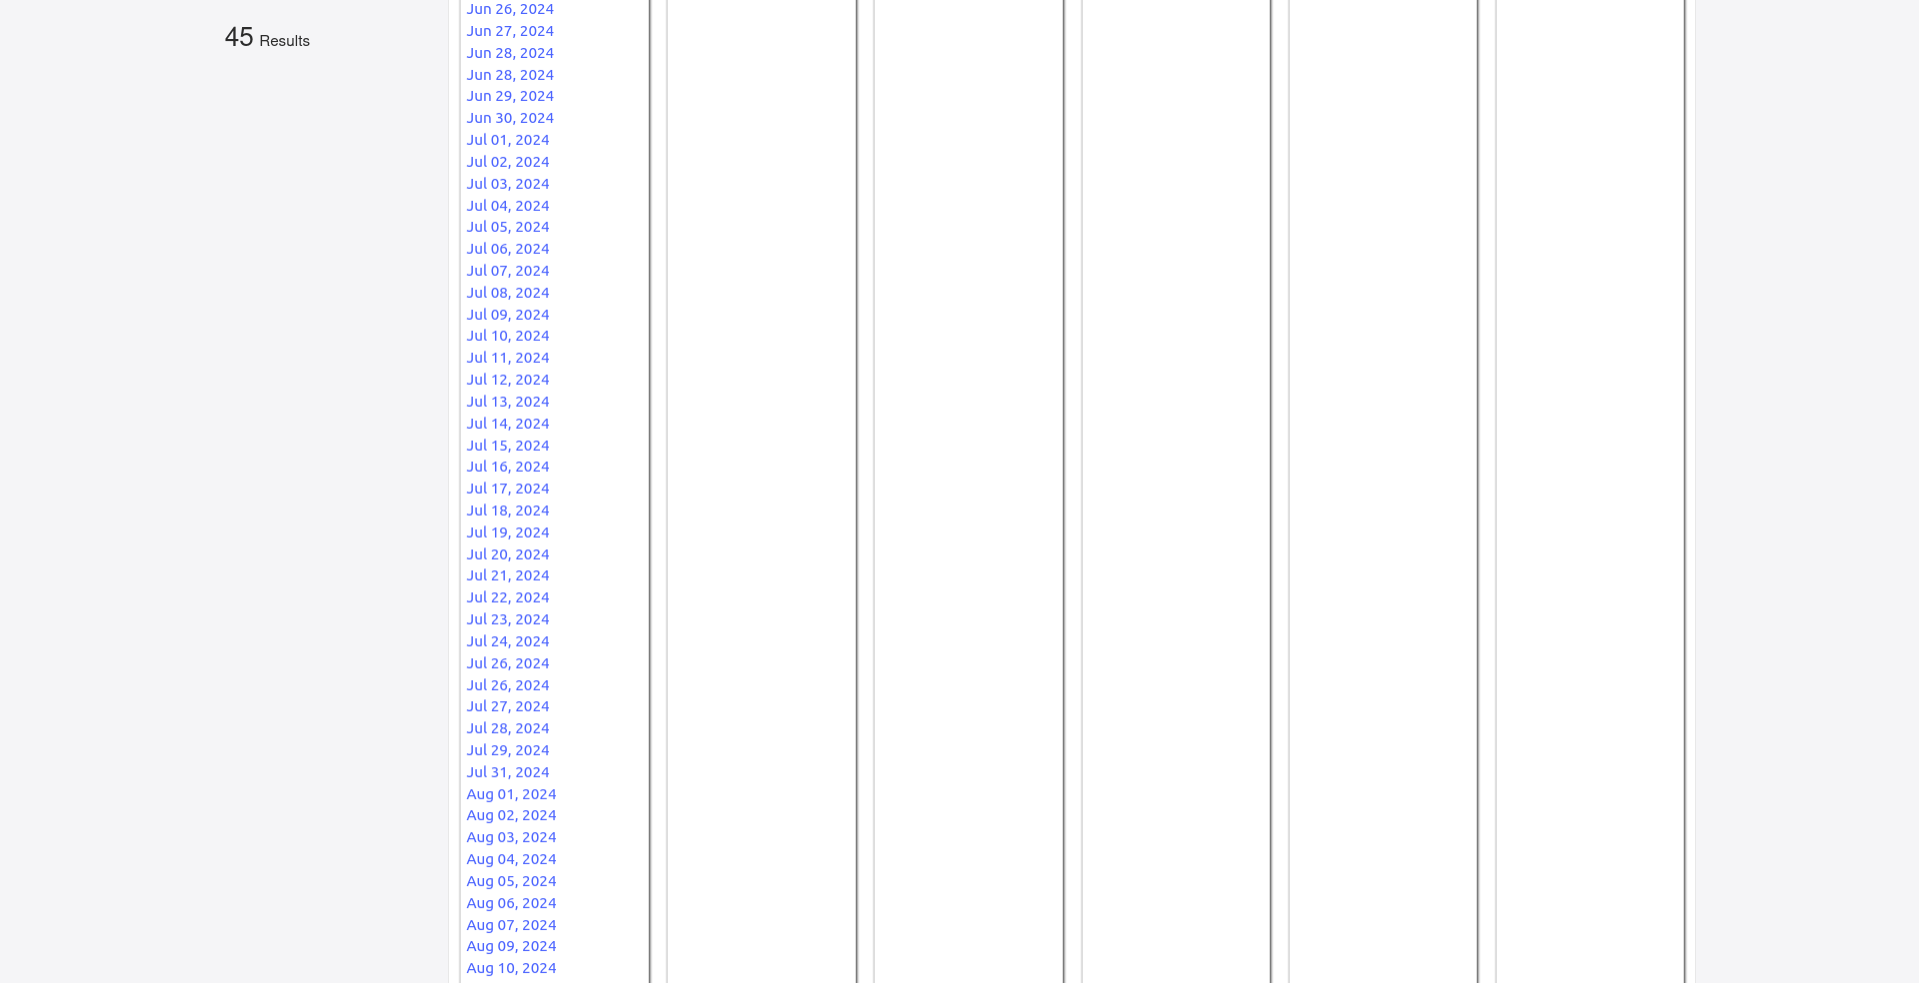 45 Results
Jun 26, 2024
Jun 27, 2024
Jun 28, 2024
Jun 28, 2024
Jun 29, 2024
Jun 30, 2024
Jul 01, 2024
Jul 02, 2024
Jul 03, 2024
Jul 04, 2024
Jul 05, 2024
Jul 06, 2024
Jul 07, 2024
Jul 08, 2024
Jul 09, 2024
Jul 10, 2024
Jul 11, 2024
Jul 12, 2024
Jul 13, 2024
Jul 14, 2024
Jul 15, 2024
Jul 16, 2024
Jul 17, 2024
Jul 18, 2024
Jul 19, 2024
Jul 20, 2024
Jul 21, 2024
Jul 22, 2024
Jul 23, 2024
Jul 24, 2024
Jul 26, 2024
Jul 26, 2024
Jul 27, 2024
Jul 28, 2024
Jul 29, 2024
Jul 31, 2024
Aug 01, 2024
Aug 02, 2024
Aug 03, 2024
Aug 04, 2024
Aug 05, 2024
Aug 06, 2024
Aug 07, 2024
Aug 09, 2024
Aug 10, 2024